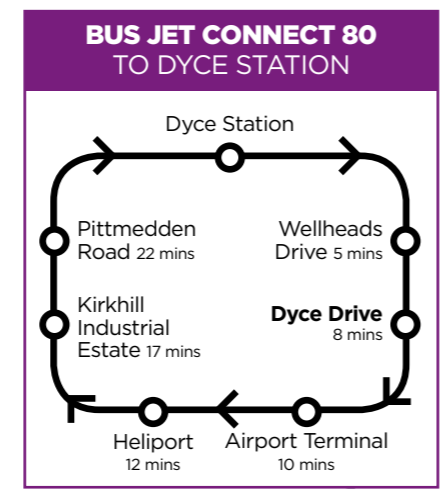 BUS JET CONNECT 80
TO DYCE STATION
Dyce Station
Pittmedden
Road 22 mins
Wellheads
Drive 5 mins
Kirkhill
Industrial
Estate 17 mins
Dyce Drive
8 mins
Heliport
12 mins
Airport Terminal
10 mins